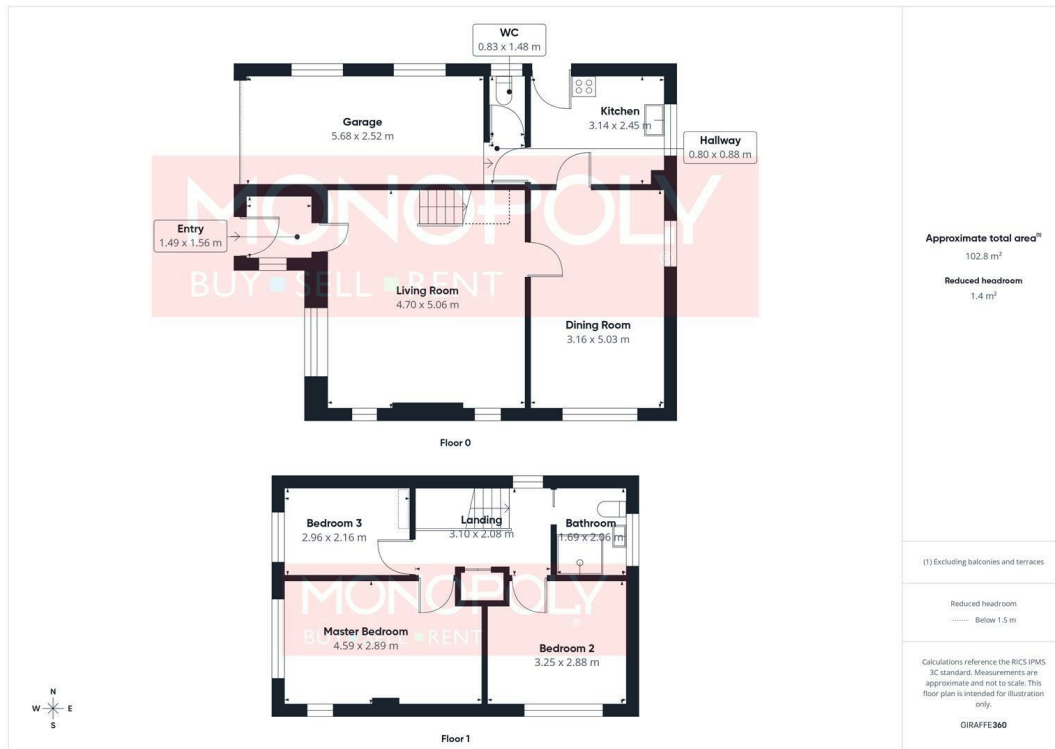 WC
0.83 x 1.48 m
Garage
5.68 x 2.52 m
Kitchen
3.14 x 2.45 m
Hallway
0.80 x 0.88 m
MONOPOLY
BUY SELL RENT
Entry
1.49 x 1.56 m
Living Room
4.70 x 5.06 m
Dining Room
3.16 x 5.03 m
Floor 0
Bedroom 3
2.96 x 2.16 m
Landing
3.10 x 2.08 m
Bathroom
1.69 x 2.06 m
MONOPOLY
BUY SELL RENT
Master Bedroom
4.59 x 2.89 m
Bedroom 2
3.25 x 2.88 m
Floor 1
N
W E
S
Approximate total area(1)
102.8 m²
Reduced headroom
1.4 m²
(1) Excluding balconies and terraces
Reduced headroom
Below 1.5 m
Calculations reference the RICS IPMS
3C standard. Measurements are
approximate and not to scale. This
floor plan is intended for illustration
only.
GIRAFFE360